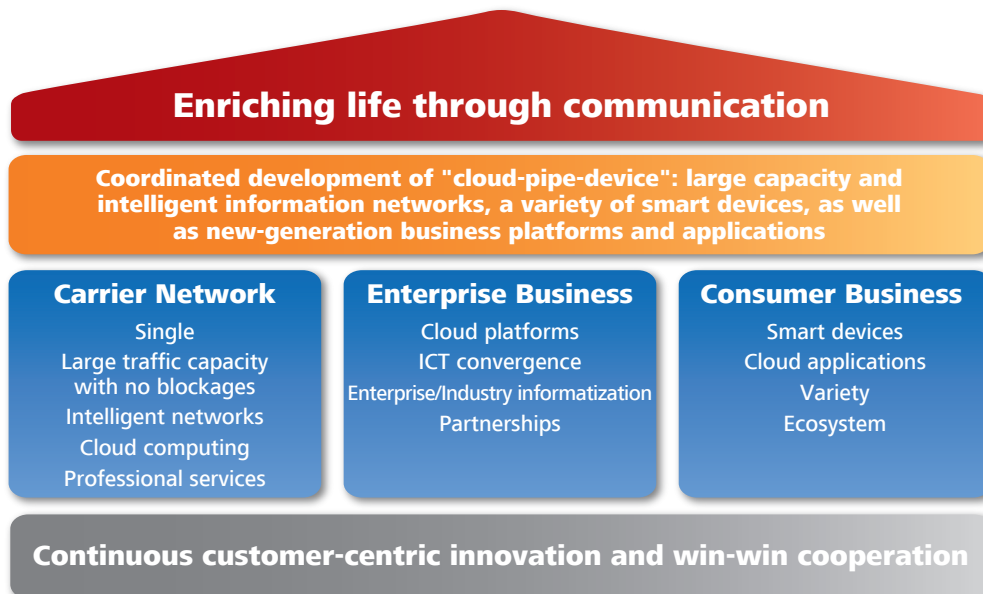 Enriching life through communication
Coordinated development of "cloud-pipe-device": large capacity and
intelligent information networks, a variety of smart devices, as well
as new-generation business platforms and applications
Carrier Network
Single
Large traffic capacity
with no blockages
Intelligent networks
Cloud computing
Professional services
Enterprise Business
Cloud platforms
ICT convergence
Enterprise/Industry informatization
Partnerships
Consumer Business
Smart devices
Cloud applications
Variety
Ecosystem
Continuous customer-centric innovation and win-win cooperation